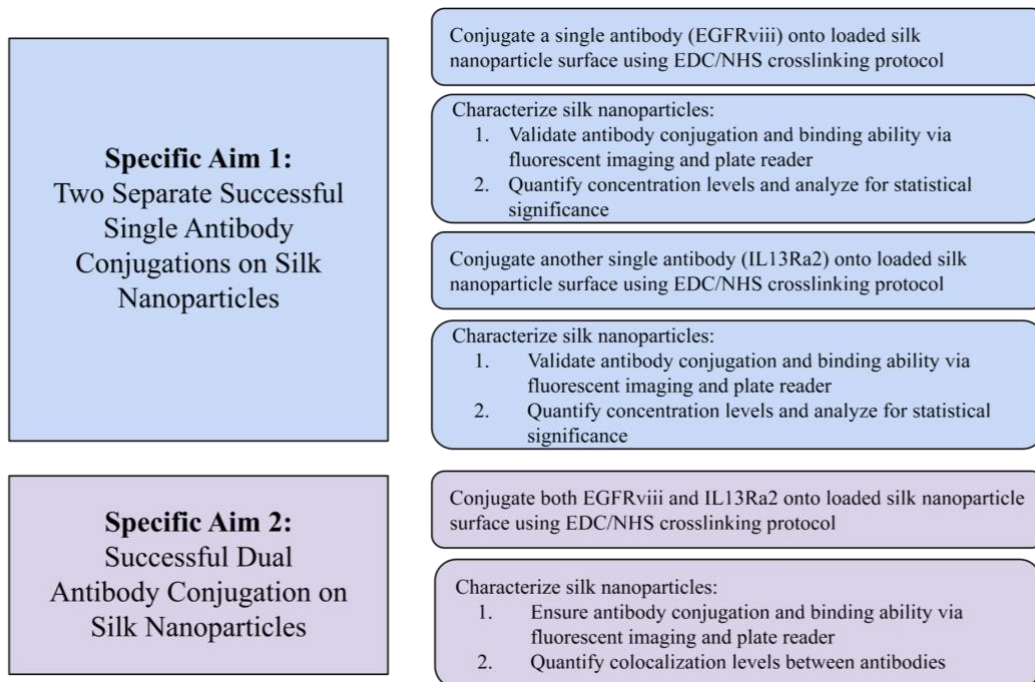 Specific Aim 1:
Two Separate Successful
Single Antibody
Conjugations on Silk
Nanoparticles
Conjugate a single antibody (EGFRviii) onto loaded silk
nanoparticle surface using EDC/NHS crosslinking protocol
Characterize silk nanoparticles:
1. Validate antibody conjugation and binding ability via
fluorescent imaging and plate reader
2. Quantify concentration levels and analyze for statistical
significance
Conjugate another single antibody (IL13Ra2) onto loaded silk
nanoparticle surface using EDC/NHS crosslinking protocol
Characterize silk nanoparticles:
1. Validate antibody conjugation and binding ability via
fluorescent imaging and plate reader
2. Quantify concentration levels and analyze for statistical
significance
Specific Aim 2:
Successful Dual
Antibody Conjugation on
Silk Nanoparticles
Conjugate both EGFRviii and IL13Ra2 onto loaded silk nanoparticle
surface using EDC/NHS crosslinking protocol
Characterize silk nanoparticles:
1. Ensure antibody conjugation and binding ability via
fluorescent imaging and plate reader
2. Quantify colocalization levels between antibodies